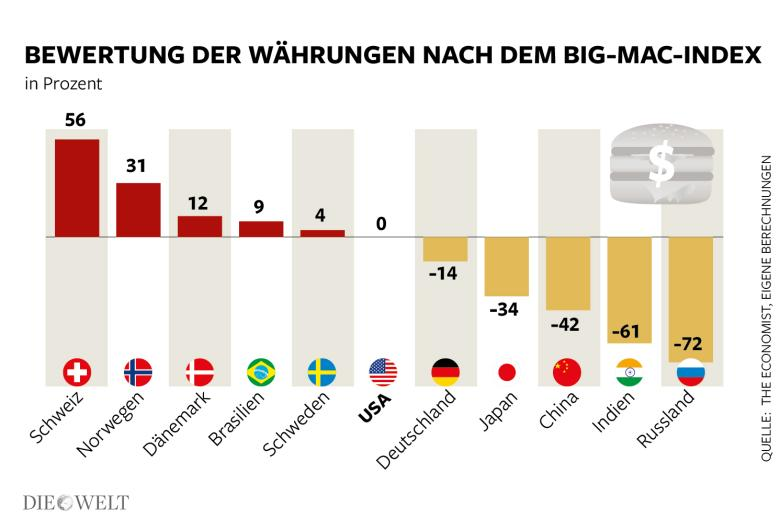 BEWERTUNG DER WÄHRUNGEN NACH DEM BIG-MAC-INDEX
in Prozent
56
31
12
9
4
0
-14
-34
-42
-61
-72
$
Schweiz
Norwegen
Dänemark
Brasilien
Schweden
USA
Deutschland
Japan
China
Indien
Russland
QUELLE: THE ECONOMIST, EIGENE BERECHNUNGEN
DIE WELT